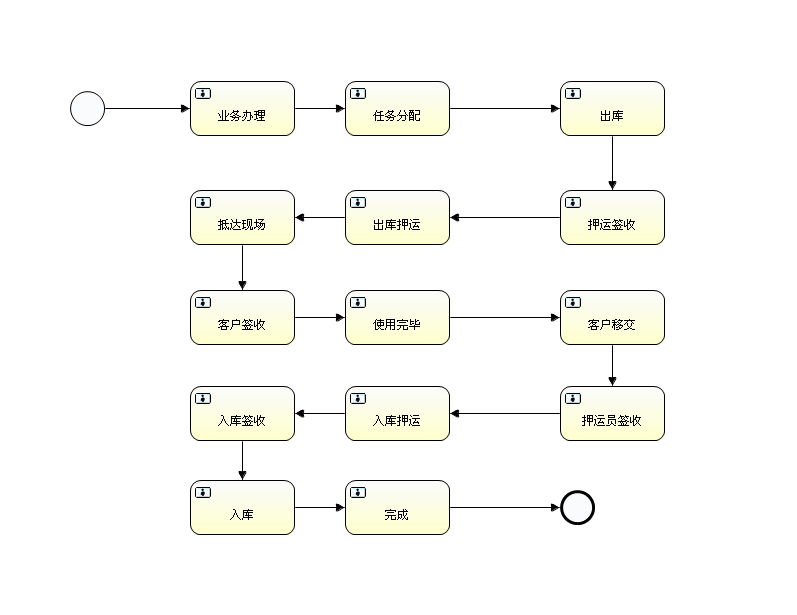 业务办理
任务分配
出库
押运签收
出库押运
抵达现场
客户签收
使用完毕
客户移交
押运员签收
入库押运
入库签收
入库
完成